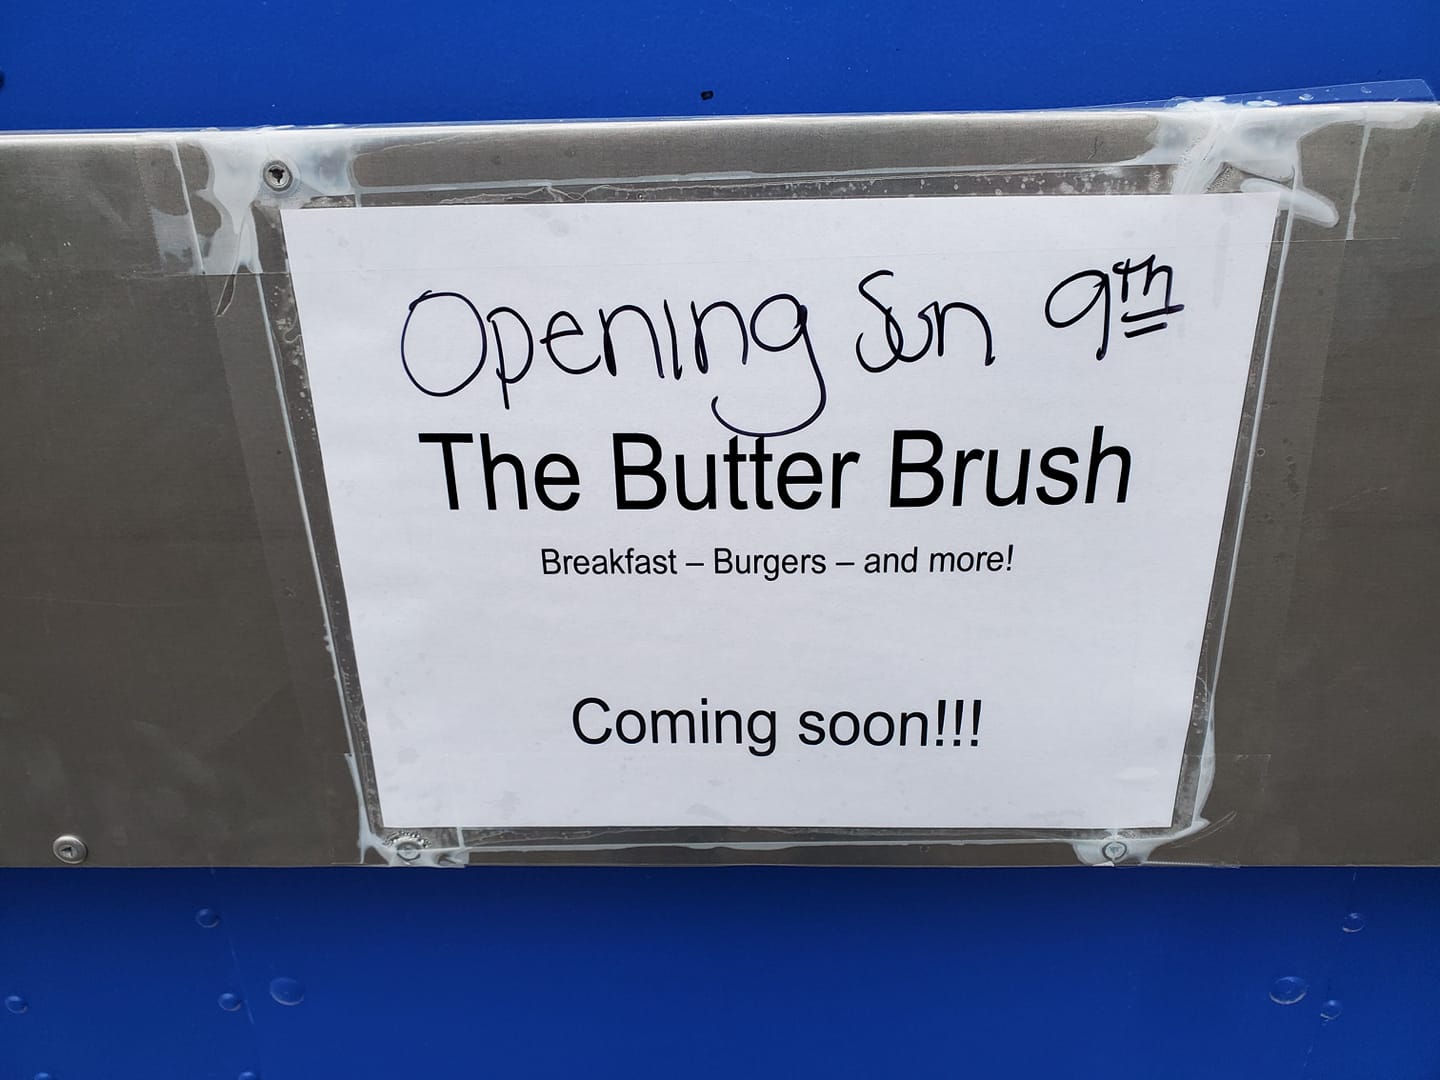 Opening Sun 9th
The Butter Brush
Breakfast – Burgers – and more!
Coming soon!!!